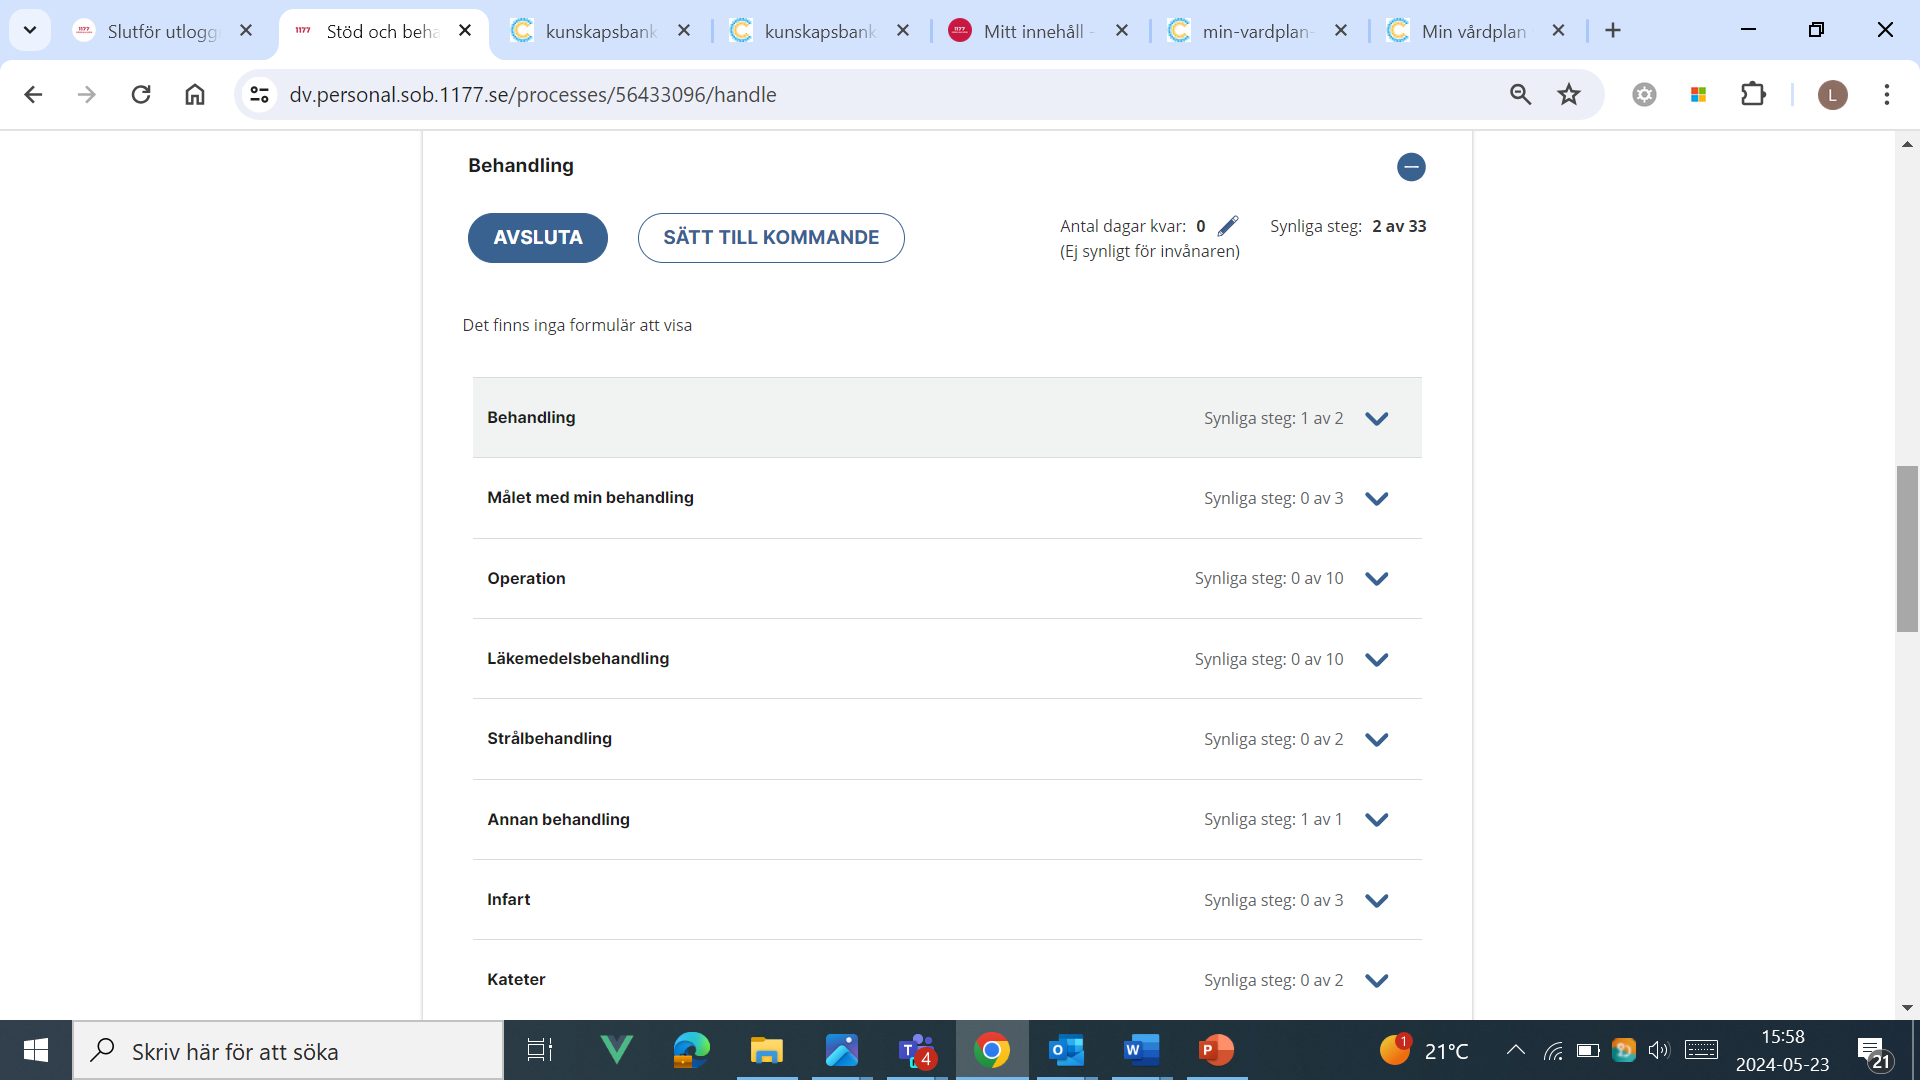 Slutför utlogg
1177 Stöd och beha
kunskapsbank
kunskapsbank
Mitt innehåll -
min-vardplan-
Min vårdplan
dv.personal.sob.1177.se/processes/56433096/handle
L
Behandling
AVSLUTA
SÄTT TILL KOMMANDE
Antal dagar kvar: 0
Synliga steg: 2 av 33
(Ej synligt för invånaren)
Det finns inga formulär att visa
Behandling Synliga steg: 1 av 2
Målet med min behandling Synliga steg: 0 av 3
Operation Synliga steg: 0 av 10
Läkemedelsbehandling Synliga steg: 0 av 10
Strålbehandling Synliga steg: 0 av 2
Annan behandling Synliga steg: 1 av 1
Infart Synliga steg: 0 av 3
Kateter Synliga steg: 0 av 2
Skriv här för att söka
4
1
21°C
15:58
2024-05-23
21